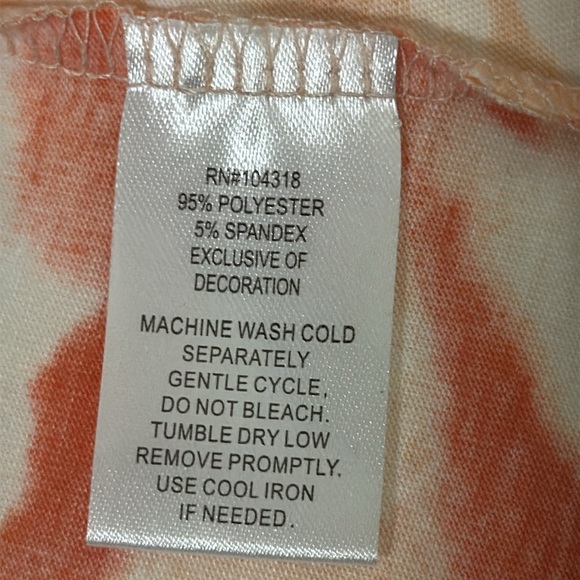 RN#104318
95% POLYESTER
5% SPANDEX
EXCLUSIVE OF
DECORATION
MACHINE WASH COLD
SEPARATELY
GENTLE CYCLE,
DO NOT BLEACH.
TUMBLE DRY LOW
REMOVE PROMPTLY.
USE COOL IRON
IF NEEDED.